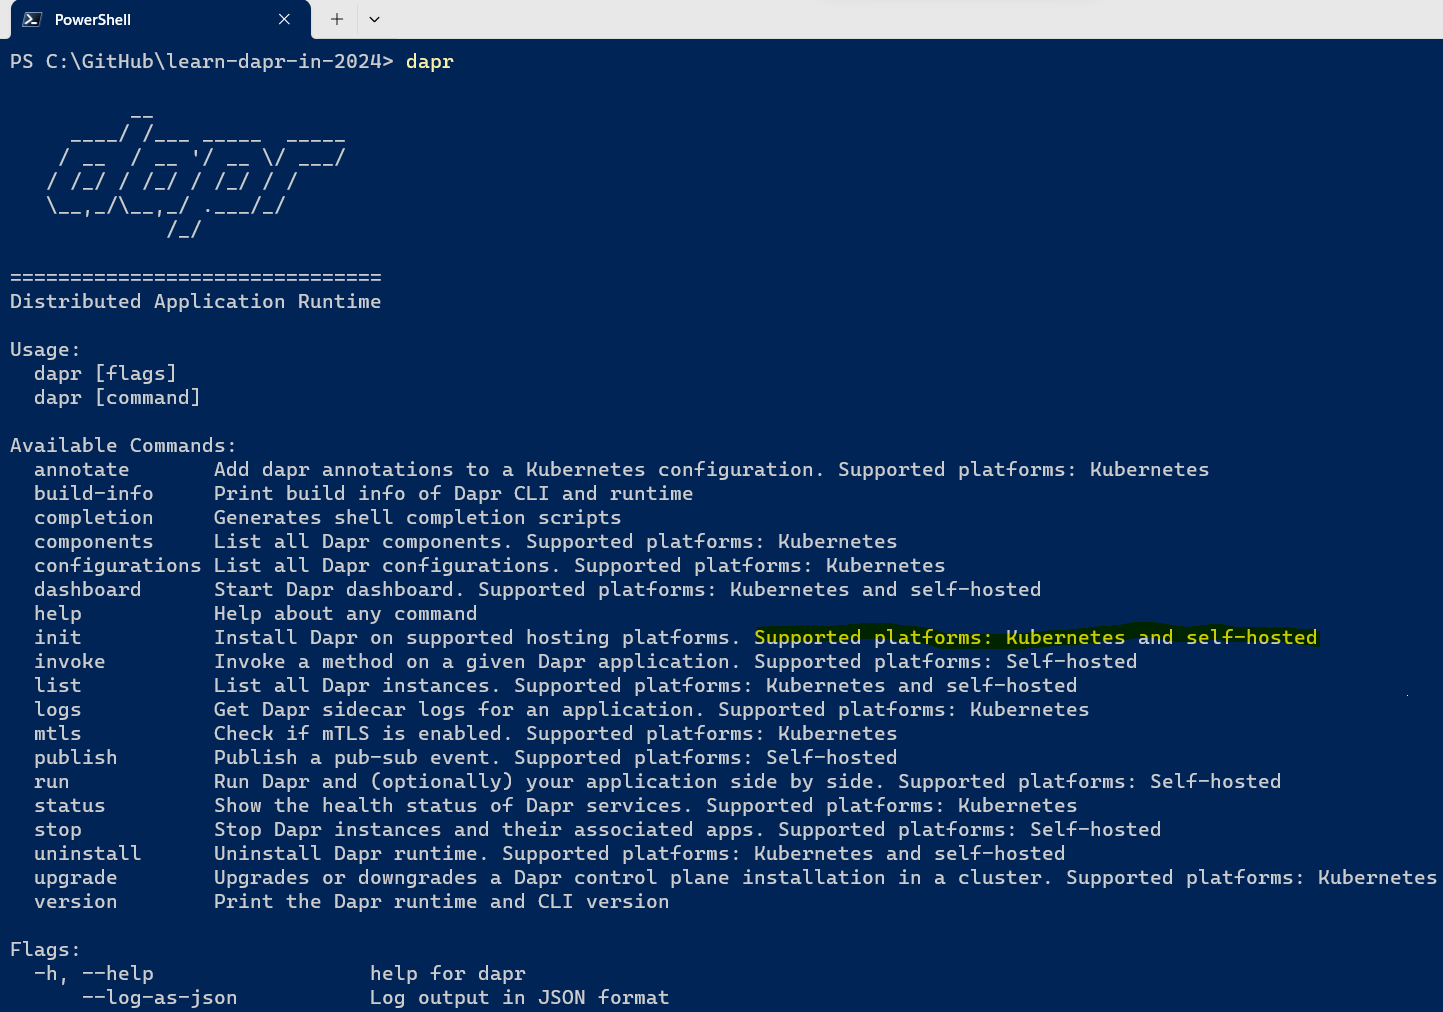 PowerShell
PS C:\GitHub\learn-dapr-in-2024> dapr
          __
     ____/ /___ _____  _____
    / __  / __ '/ __ \/ ___/
   / /_/ / /_/ / /_/ / /
   \__,_/\__,_/ .___/_/
             /_/
===============================
Distributed Application Runtime
Usage:
  dapr [flags]
  dapr [command]
Available Commands:
  annotate       Add dapr annotations to a Kubernetes configuration. Supported platforms: Kubernetes
  build-info     Print build info of Dapr CLI and runtime
  completion     Generates shell completion scripts
  components     List all Dapr components. Supported platforms: Kubernetes
  configurations List all Dapr configurations. Supported platforms: Kubernetes
  dashboard      Start Dapr dashboard. Supported platforms: Kubernetes and self-hosted
  help           Help about any command
  init           Install Dapr on supported hosting platforms. Supported platforms: Kubernetes and self-hosted
  invoke         Invoke a method on a given Dapr application. Supported platforms: Self-hosted
  list           List all Dapr instances. Supported platforms: Kubernetes and self-hosted
  logs           Get Dapr sidecar logs for an application. Supported platforms: Kubernetes
  mtls           Check if mTLS is enabled. Supported platforms: Kubernetes
  publish        Publish a pub-sub event. Supported platforms: Self-hosted
  run            Run Dapr and (optionally) your application side by side. Supported platforms: Self-hosted
  status         Show the health status of Dapr services. Supported platforms: Kubernetes
  stop           Stop Dapr instances and their associated apps. Supported platforms: Self-hosted
  uninstall      Uninstall Dapr runtime. Supported platforms: Kubernetes and self-hosted
  upgrade        Upgrades or downgrades a Dapr control plane installation in a cluster. Supported platforms: Kubernetes
  version        Print the Dapr runtime and CLI version
Flags:
  -h, --help                  help for dapr
      --log-as-json           Log output in JSON format